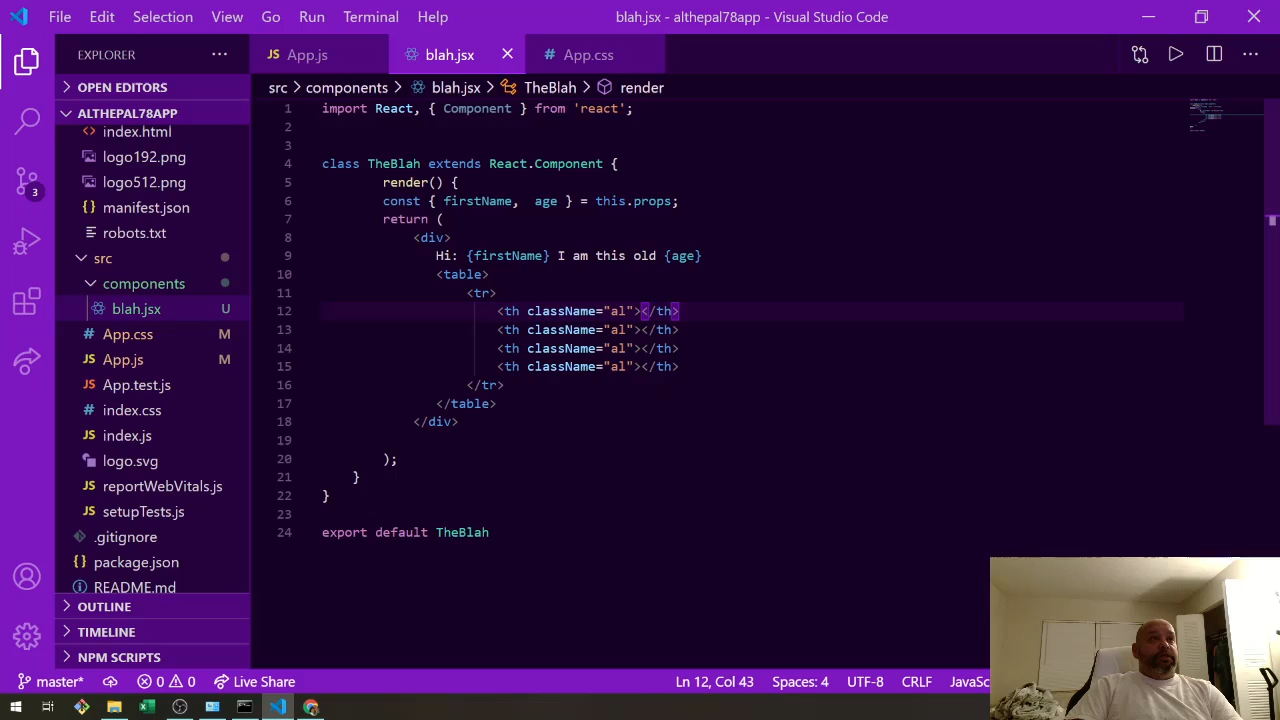 File Edit Selection View Go Run Terminal Help blah.jsx - althepal78app - Visual Studio Code
EXPLORER
OPEN EDITORS
ALTHEPAL78APP
index.html
logo192.png
logo512.png
manifest.json
robots.txt
src
components
blah.jsx U
App.css M
JS App.js M
App.test.js
index.css
JS index.js
logo.svg
JS reportWebVitals.js
setupTests.js
.gitignore
package.json
README.md
OUTLINE
TIMELINE
NPM SCRIPTS
3
JS App.js blah.jsx # App.css
src components blah.jsx TheBlah render
1 import React, { Component } from 'react';
2
3
4 class TheBlah extends React.Component {
5 render() {
6 const { firstName, age } = this.props;
7 return (
8 <div>
9 Hi: {firstName} I am this old {age}
10 <table>
11 <tr>
12 <th className="al"></th>
13 <th className="al"></th>
14 <th className="al"></th>
15 <th className="al"></th>
16 </tr>
17 </table>
18 </div>
19
20 );
21 }
22 }
23
24 export default TheBlah
master* 0 0 Live Share Ln 12, Col 43 Spaces: 4 UTF-8 CRLF JavaSc